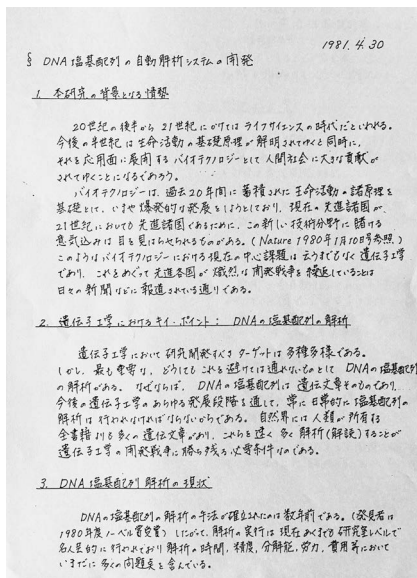 1981.4.30
§ DNA塩基配列の自動解析システムの開発
1. 本研究の背景となる情勢
20世紀の後半から21世紀にかけてはライフサイエンスの時代だといわれる。
今後の半世紀は生命活動の基礎原理が解明されてゆくと同時に、
それを応用面に展開するバイオテクノロジーとして人間社会に大きな貢献が
されてゆくことになるであろう。
バイオテクノロジーは、過去20年間に蓄積された生命活動の諸原理を
基礎として、いまや爆発的な発展をしようとしており、現在の先進諸国が、
21世紀においても先進諸国であるために、この新しい技術分野に賭ける
意気込みは目を見はらせられるものがある。(Nature 1980年1月10日号参照)
このようなバイオテクノロジーにおける現在の中心課題は云うまでもなく遺伝子工学
であり、これをめぐって先進各国が熾烈な開発戦争を繰返していることは
日々の新聞などに報道されている通りである。
2. 遺伝子工学におけるキイ・ポイント: DNAの塩基配列の解析
遺伝子工学において研究開発すべきターゲットは多種多様である。
しかし、最も重要な、どうしてもこれを避けては通れないものとしてDNAの塩基配列
の解析がある。なぜならば、DNAの塩基配列は遺伝文章そのものであり、
今後の遺伝子工学のあらゆる発展段階を通して、常に日常的に塩基配列の
解析は行われなければならないからである。自然界には人類が所有する
全書籍よりも多くの遺伝文章があり、これらを速く多く解析(解読)することが
遺伝子工学の開発戦争に勝ち残る必要条件なのである。
3. DNA塩基配列解析の現状
DNAの塩基配列の解析の手法が確立されたのは数年前である。(発見者は
1980年度ノーベル賞受賞) したがって、解析の実行は現在あくまでも研究室レベルで
名人芸的に行われており解析の時間、精度、分解能、労力、費用等において
いまだに多くの問題点を含んでいる。